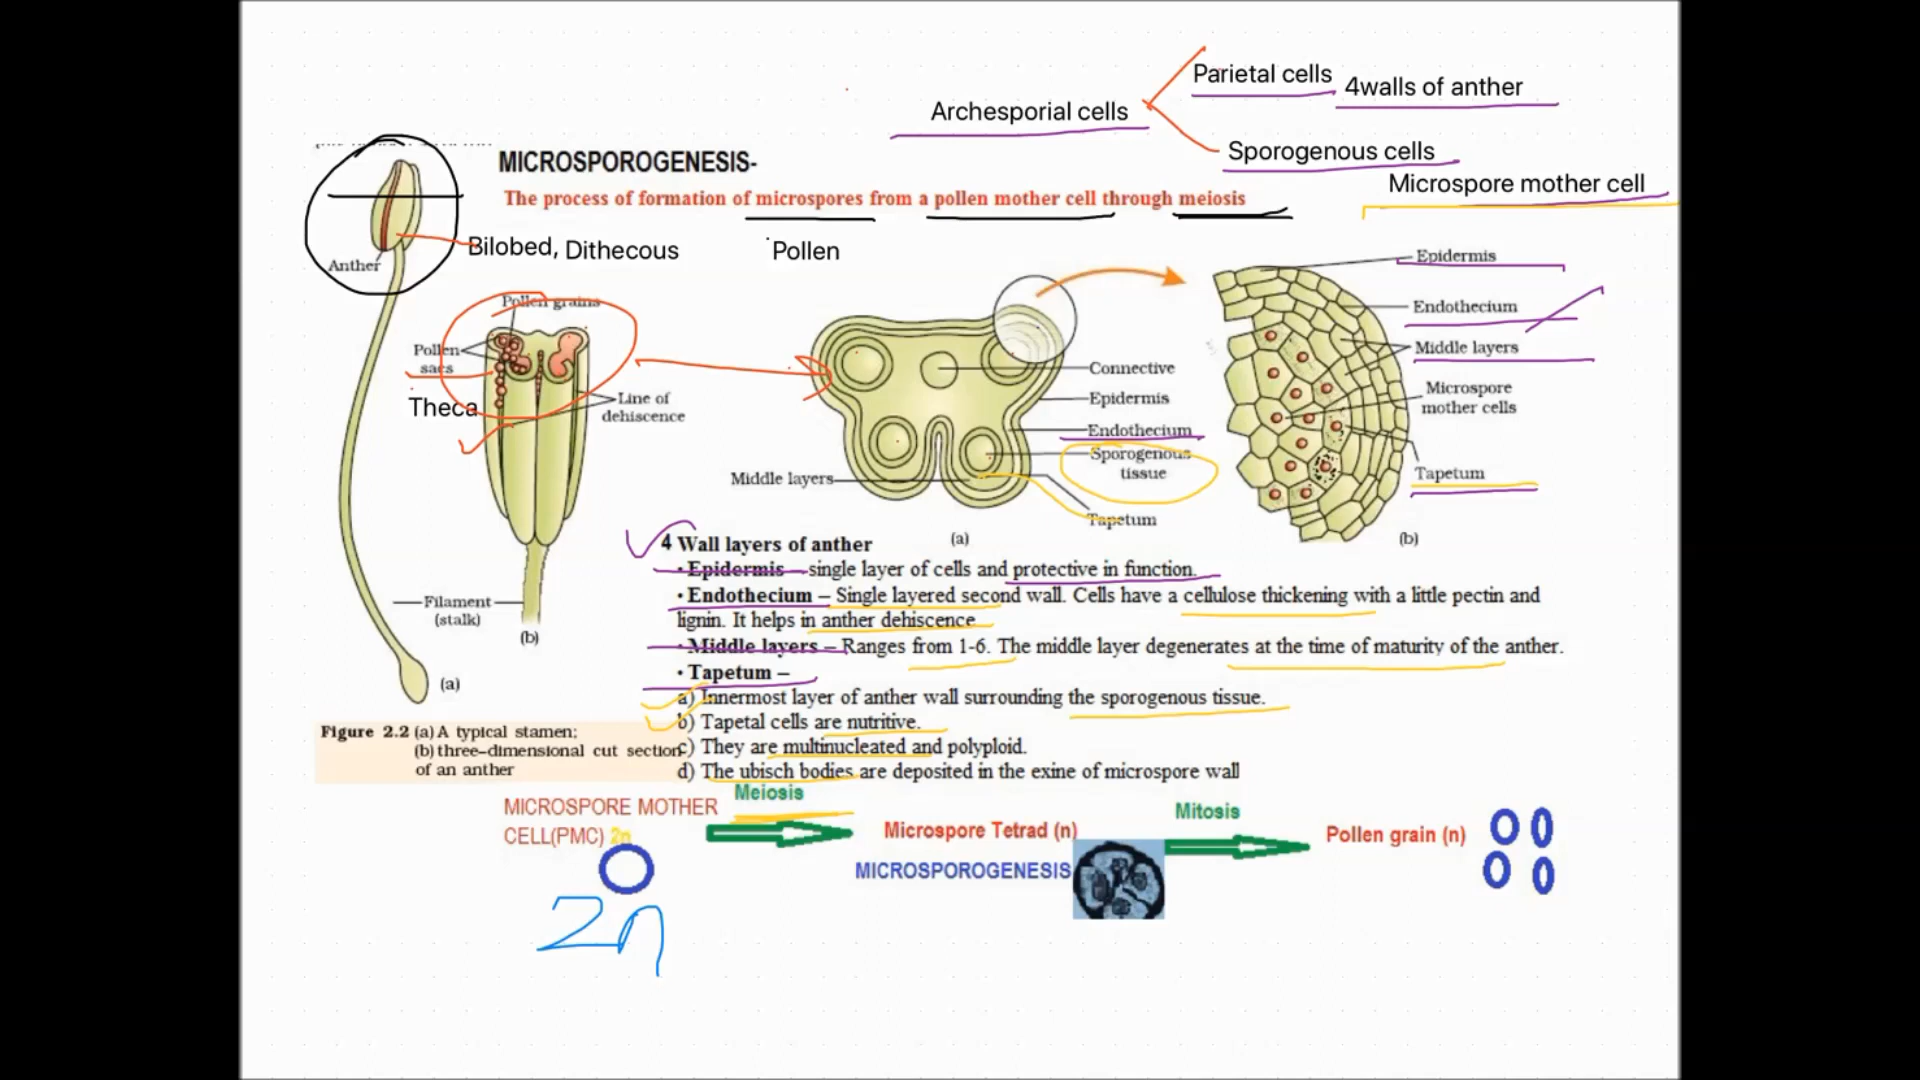 Parietal cells
4walls of anther
Archesporial cells
Sporogenous cells
Microspore mother cell
MICROSPOROGENESIS-
The process of formation of microspores from a pollen mother cell through meiosis
Anther
Bilobed, Dithecous
Pollen
Pollen grains
Pollen
sacs
Theca
Line of
dehiscence
Filament
(stalk)
(b)
(a)
Connective
Epidermis
Endothecium
Sporogenous
tissue
Middle layers
Tapetum
(a)
Epidermis
Endothecium
Middle layers
Microspore
mother cells
Tapetum
(b)
4 Wall layers of anther
• Epidermis – single layer of cells and protective in function.
• Endothecium – Single layered second wall. Cells have a cellulose thickening with a little pectin and
lignin. It helps in anther dehiscence
• Middle layers – Ranges from 1-6. The middle layer degenerates at the time of maturity of the anther.
• Tapetum –
a) Innermost layer of anther wall surrounding the sporogenous tissue.
b) Tapetal cells are nutritive.
c) They are multinucleated and polyploid.
d) The ubisch bodies are deposited in the exine of microspore wall
Figure 2.2 (a) A typical stamen;
(b) three-dimensional cut section
of an anther
MICROSPORE MOTHER
CELL(PMC) 2n
Meiosis
Microspore Tetrad (n)
MICROSPOROGENESIS
Mitosis
Pollen grain (n)
2n